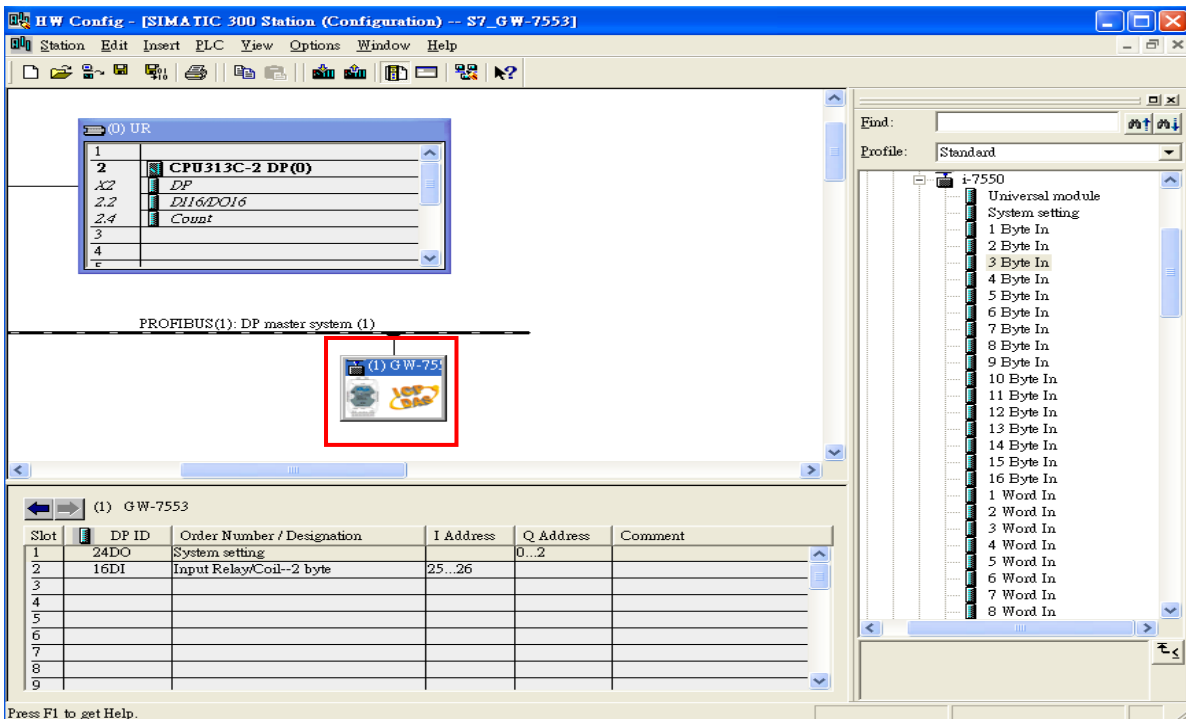 HW Config - [SIMATIC 300 Station (Configuration) -- S7_GW-7553]
Station Edit Insert PLC View Options Window Help
(0) UR
1
2 CPU313C-2 DP(0)
X2 DP
2.2 DI16/DO16
2.4 Count
3
4
PROFIBUS(1): DP master system (1)
(1) GW-755
ICP
DAS
(1) GW-7553
Slot DP ID Order Number / Designation I Address Q Address Comment
1 24DO System setting 0...2
2 16DI Input Relay/Coil--2 byte 25...26
3
4
5
6
7
8
9
Find:
Profile: Standard
i-7550
Universal module
System setting
1 Byte In
2 Byte In
3 Byte In
4 Byte In
5 Byte In
6 Byte In
7 Byte In
8 Byte In
9 Byte In
10 Byte In
11 Byte In
12 Byte In
13 Byte In
14 Byte In
15 Byte In
16 Byte In
1 Word In
2 Word In
3 Word In
4 Word In
5 Word In
6 Word In
7 Word In
8 Word In
Press F1 to get Help.